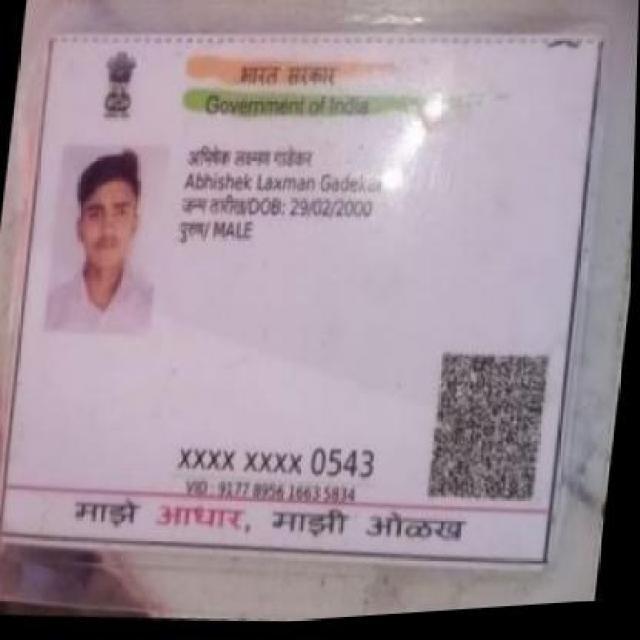 भारत सरकार
Government of India
अभिषेक लक्ष्मण गाडेकर
Abhishek Laxman Gadekar
जन्म तारीख/DOB: 29/02/2000
पुरुष/ MALE
XXXX XXXX 0543
VID : 9177 8956 1663 5834
माझे आधार, माझी ओळख